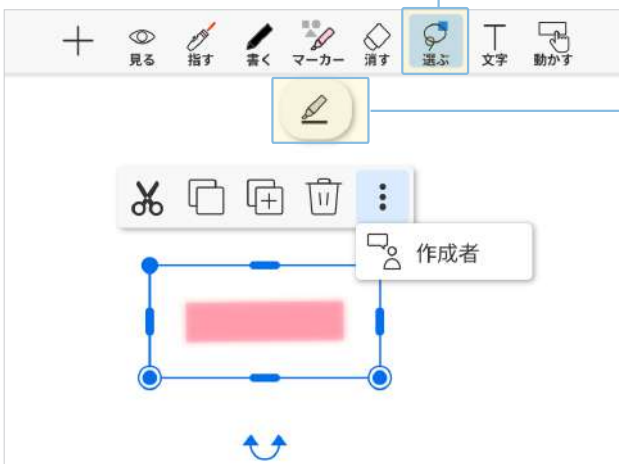 見る 指す 書く マーカー 消す 選ぶ 文字 動かす
作成者